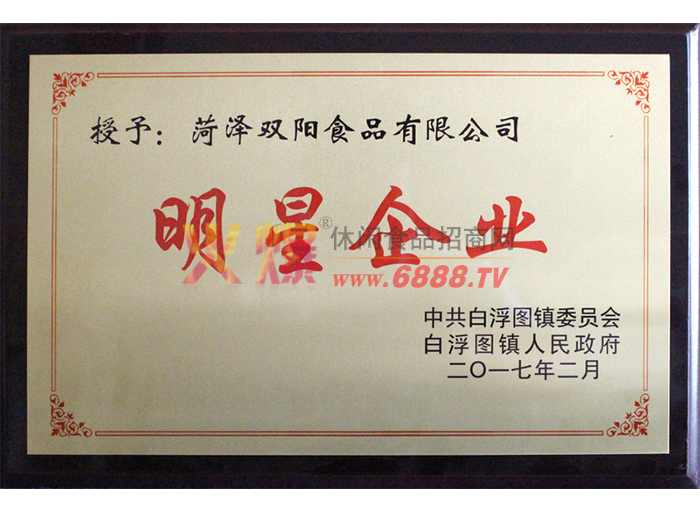 授予：菏泽双阳食品有限公司
明星企业
火爆®休闲食品招商网
www.6888.TV
中共白浮图镇委员会
白浮图镇人民政府
二〇一七年二月